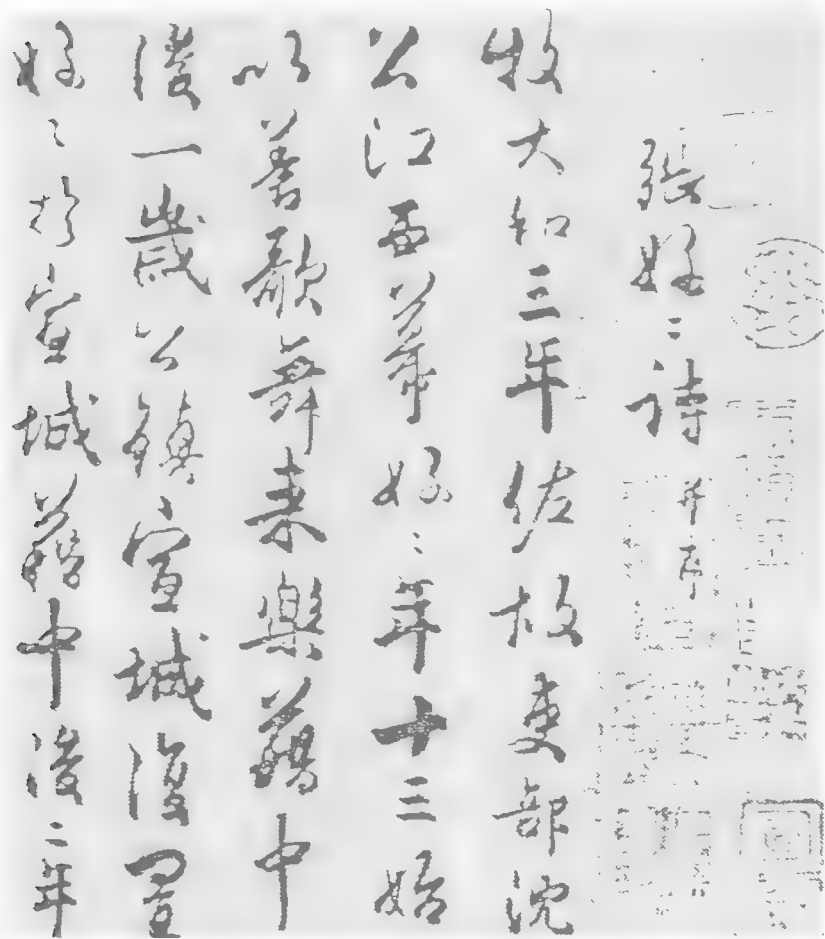 張好〻詩并序
牧大和三年佐故吏部沈
公江西幕好〻年十三始
以善歌舞来樂籍中
後一歲公鎮宣城復置
好〻於宣城籍中後二年